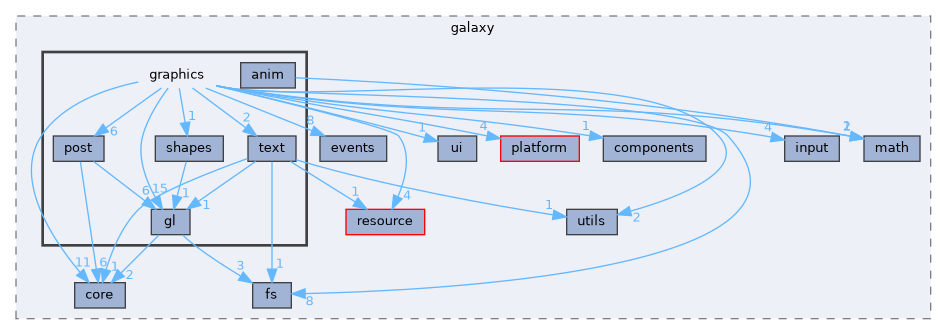 galaxy
graphics
anim
1
2
8
6
1
4
1
4
2
post
shapes
text
events
ui
platform
components
input
math
6
15
1
1
1
4
1
2
gl
resource
utils
11
6
1
2
3
1
8
core
fs